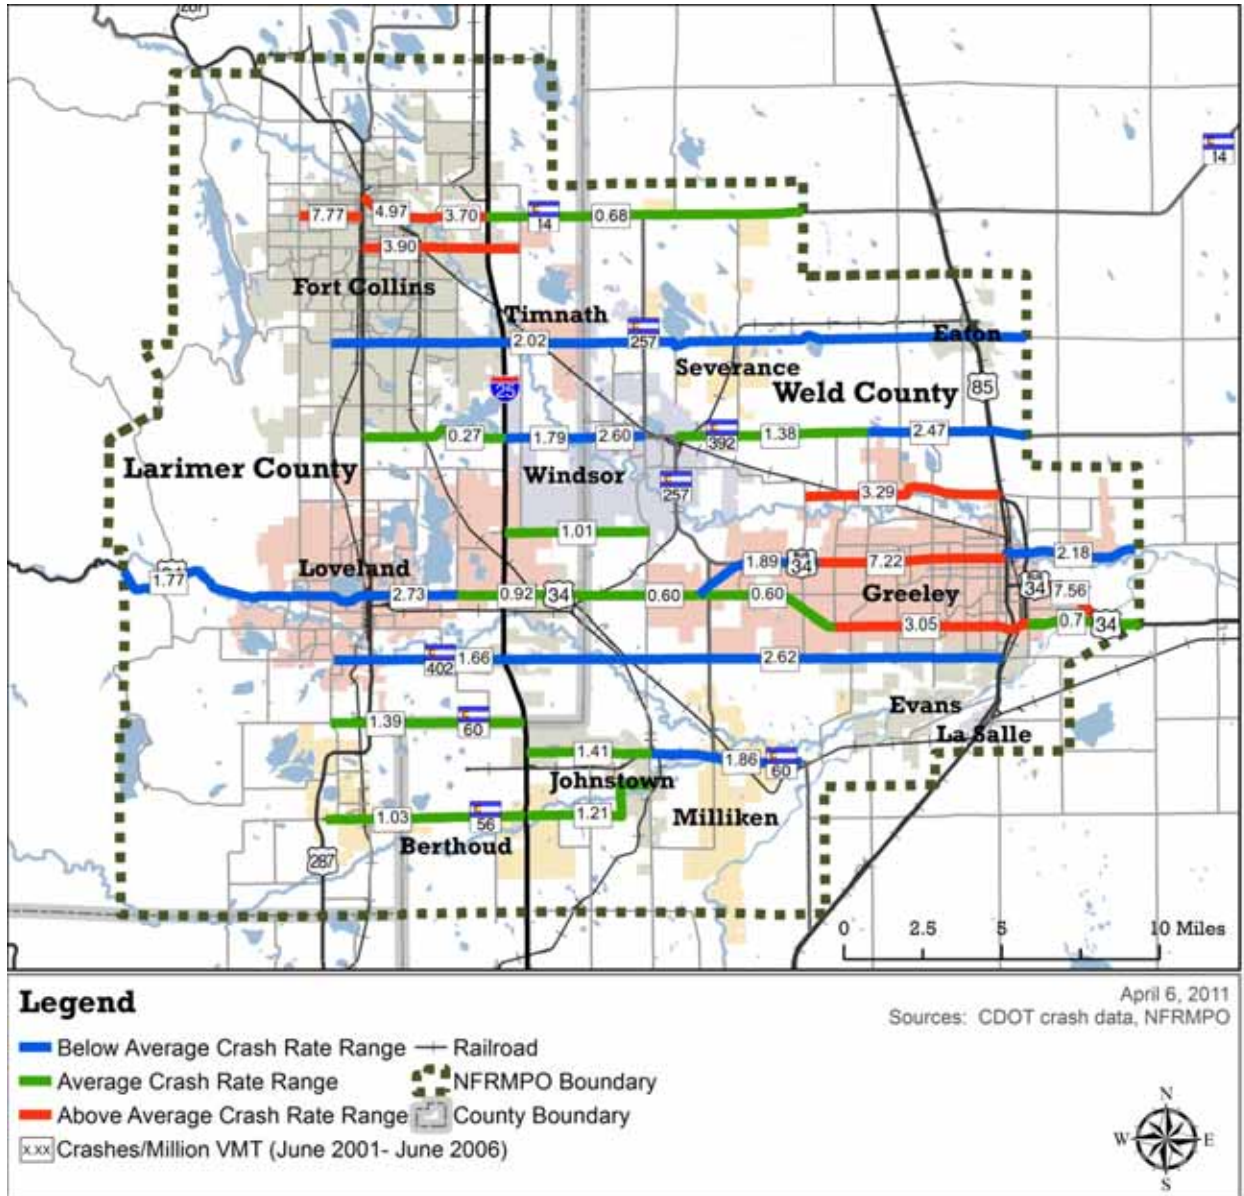 287
14
7.77
4.97
3.70
14
0.68
3.90
Fort Collins
Timnath
2.02
257
Eaton
Severance
25
Weld County
85
0.27
1.79
2.60
392
1.38
2.47
Larimer County
Windsor
257
3.29
1.01
1.77
Loveland
2.73
0.92
34
0.60
0.60
1.89
34
7.22
2.18
Greeley
34
7.56
3.05
0.7
34
402
1.66
2.62
1.39
60
Evans
La Salle
1.41
1.86
60
Johnstown
1.03
56
1.21
Milliken
Berthoud
287
0 2.5 5 10 Miles
Legend
April 6, 2011
Sources: CDOT crash data, NFRMPO
Below Average Crash Rate Range
Railroad
Average Crash Rate Range
NFRMPO Boundary
Above Average Crash Rate Range
County Boundary
x.xx Crashes/Million VMT (June 2001- June 2006)
N
W E
S